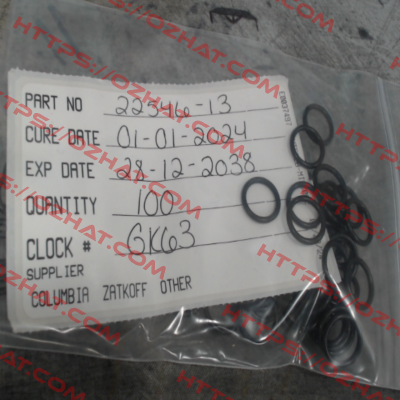 PART NO 22546-13
CURE DATE 01-01-2024
EXP DATE 28-12-2038
QUANTITY 100
CLOCK # GK63
SUPPLIER
COLUMBIA ZATKOFF OTHER
HTTPS://OZHAT.COM